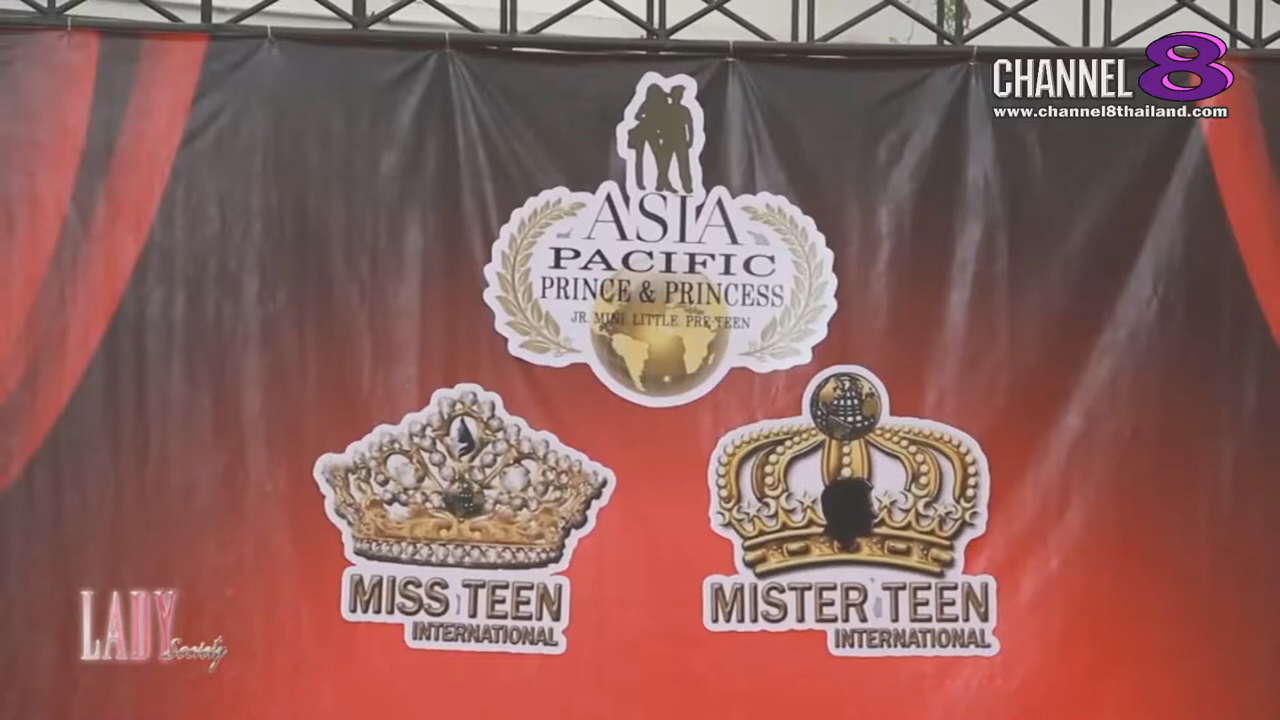 CHANNEL 8
www.channel8thailand.com
ASIA
PACIFIC
PRINCE & PRINCESS
JR. MINI. LITTLE. PRE-TEEN
MISS TEEN
INTERNATIONAL
MISTER TEEN
INTERNATIONAL
LADY
Society